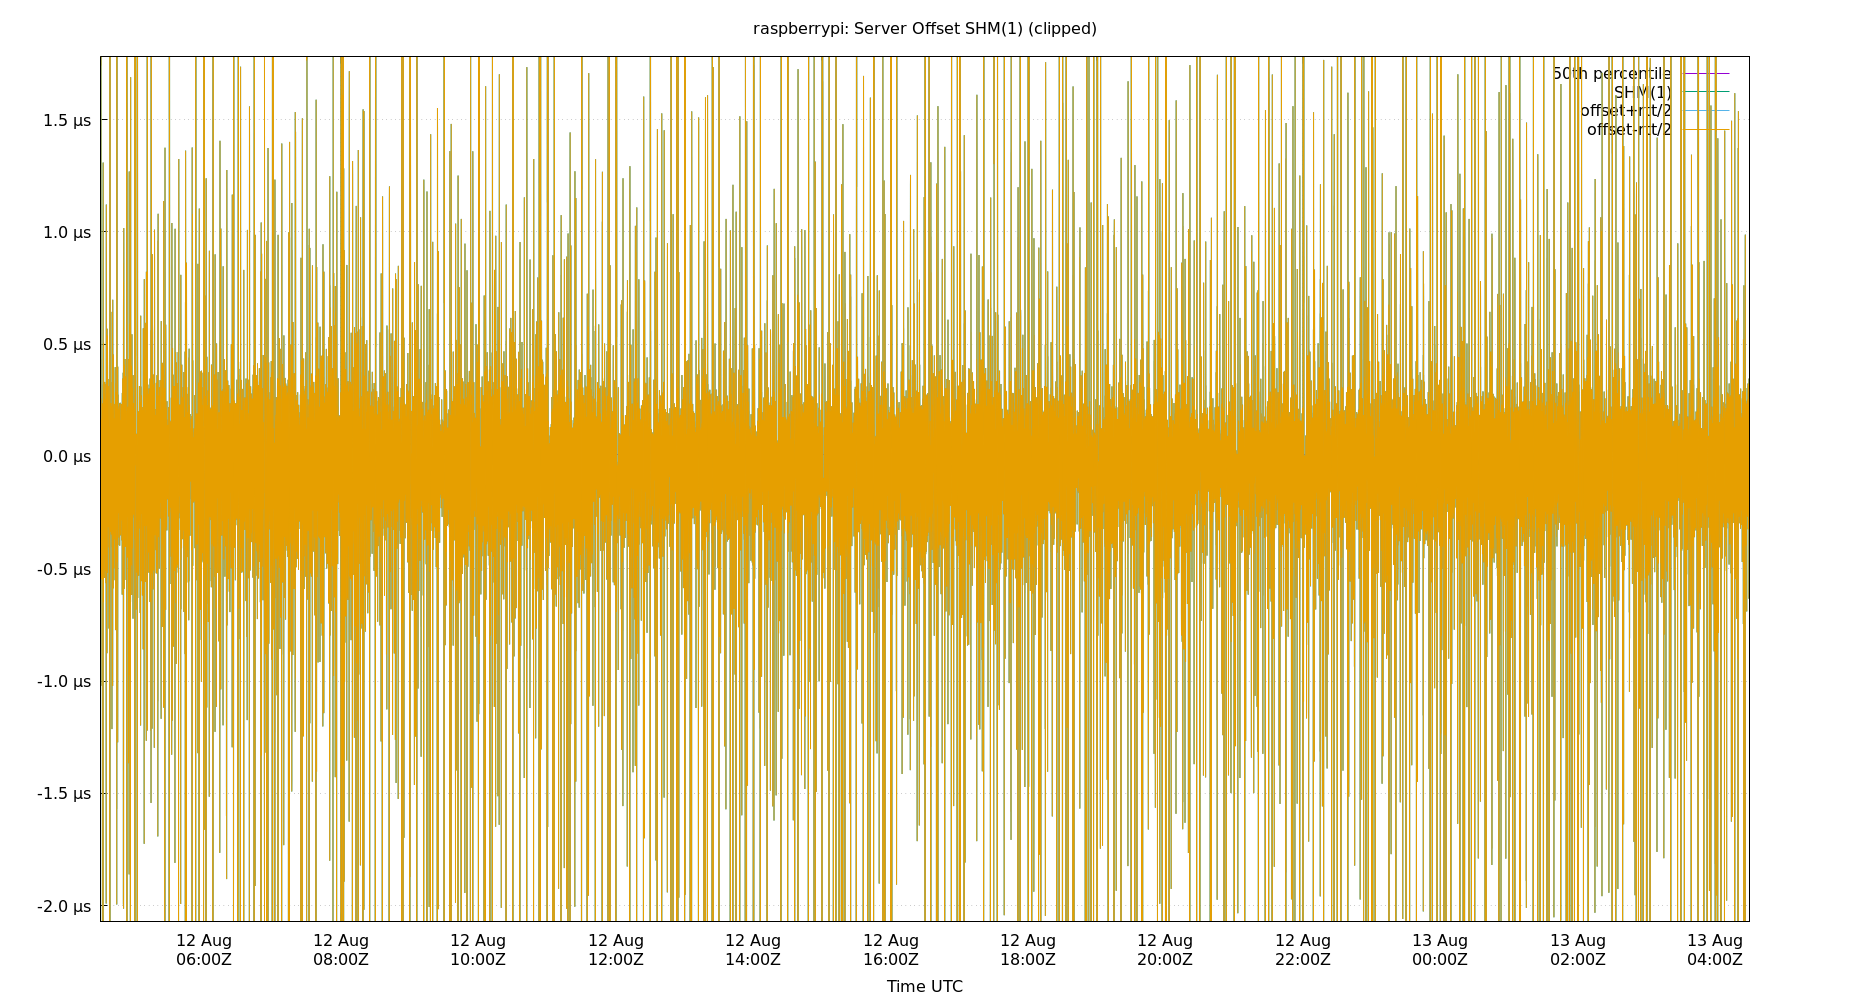 raspberrypi: Server Offset SHM(1) (clipped)
50th percentile
SHM(1)
offset+rtt/2
offset-rtt/2
1.5 µs
1.0 µs
0.5 µs
0.0 µs
-0.5 µs
-1.0 µs
-1.5 µs
-2.0 µs
12 Aug 12 Aug 12 Aug 12 Aug 12 Aug 12 Aug 12 Aug 12 Aug 12 Aug 13 Aug 13 Aug 13 Aug
06:00Z 08:00Z 10:00Z 12:00Z 14:00Z 16:00Z 18:00Z 20:00Z 22:00Z 00:00Z 02:00Z 04:00Z
Time UTC